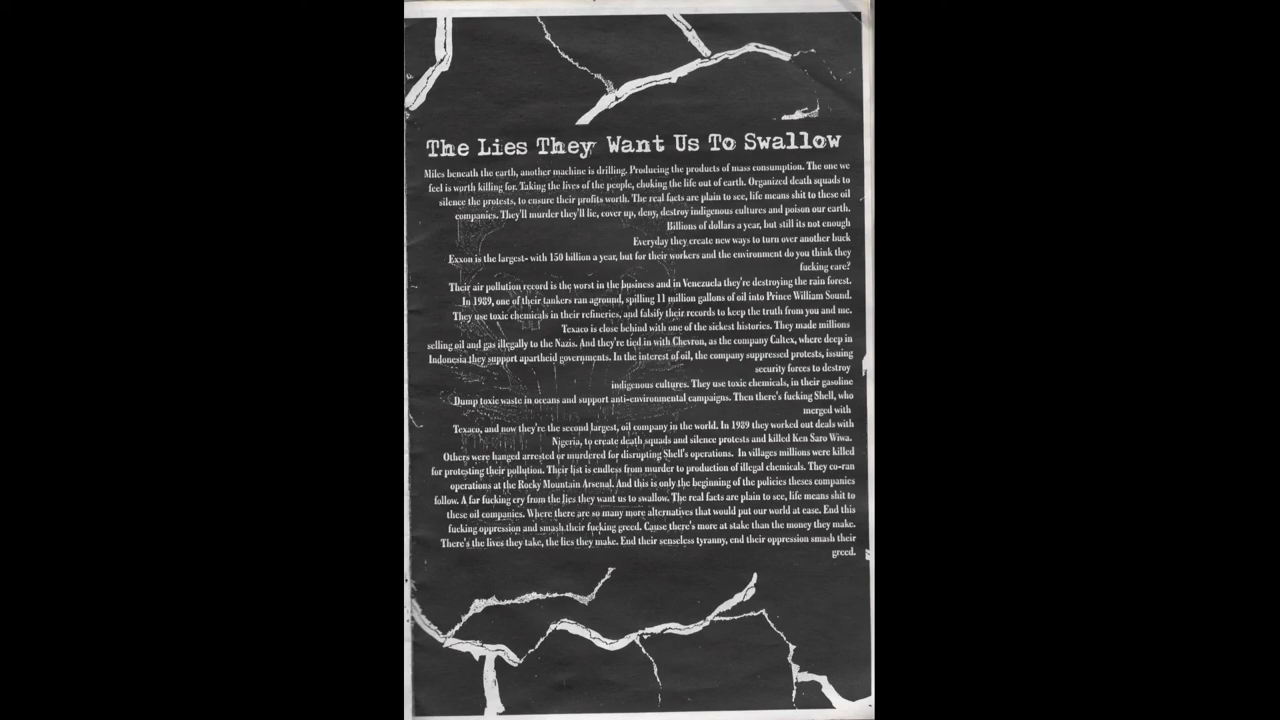 The Lies They Want Us To Swallow
Miles beneath the earth, another machine is drilling. Producing the products of mass consumption. The one we
feel is worth killing for. Taking the lives of the people, choking the life out of earth. Organized death squads to
silence the protests, to ensure their profits worth. The real facts are plain to see, life means shit to these oil
companies. They'll murder they'll lie, cover up, deny, destroy indigenous cultures and poison our earth.
Billions of dollars a year, but still its not enough
Everyday they create new ways to turn over another buck
Exxon is the largest- with 150 billion a year, but for their workers and the environment do you think they
fucking care?
Their air pollution record is the worst in the business and in Venezuela they're destroying the rain forest.
In 1989, one of their tankers ran aground, spilling 11 million gallons of oil into Prince William Sound.
They use toxic chemicals in their refineries, and falsify their records to keep the truth from you and me.
Texaco is close behind with one of the sickest histories. They made millions
selling oil and gas illegally to the Nazis. And they're tied in with Chevron, as the company Caltex, where deep in
Indonesia they support apartheid governments. In the interest of oil, the company suppressed protests, issuing
security forces to destroy
indigenous cultures. They use toxic chemicals, in their gasoline
Dump toxic waste in oceans and support anti-environmental campaigns. Then there's fucking Shell, who
merged with
Texaco, and now they're the second largest, oil company in the world. In 1989 they worked out deals with
Nigeria, to create death squads and silence protests and killed Ken Saro Wiwa.
Others were hanged arrested or murdered for disrupting Shell's operations. In villages millions were killed
for protesting their pollution. Their list is endless from murder to production of illegal chemicals. They co-ran
operations at the Rocky Mountain Arsenal. And this is only the beginning of the policies theses companies
follow. A far fucking cry from the lies they want us to swallow. The real facts are plain to see, life means shit to
these oil companies. Where there are so many more alternatives that would put our world at ease. End this
fucking oppression and smash their fucking greed. Cause there's more at stake than the money they make.
There's the lives they take, the lies they make. End their senseless tyranny, end their oppression smash their
greed.